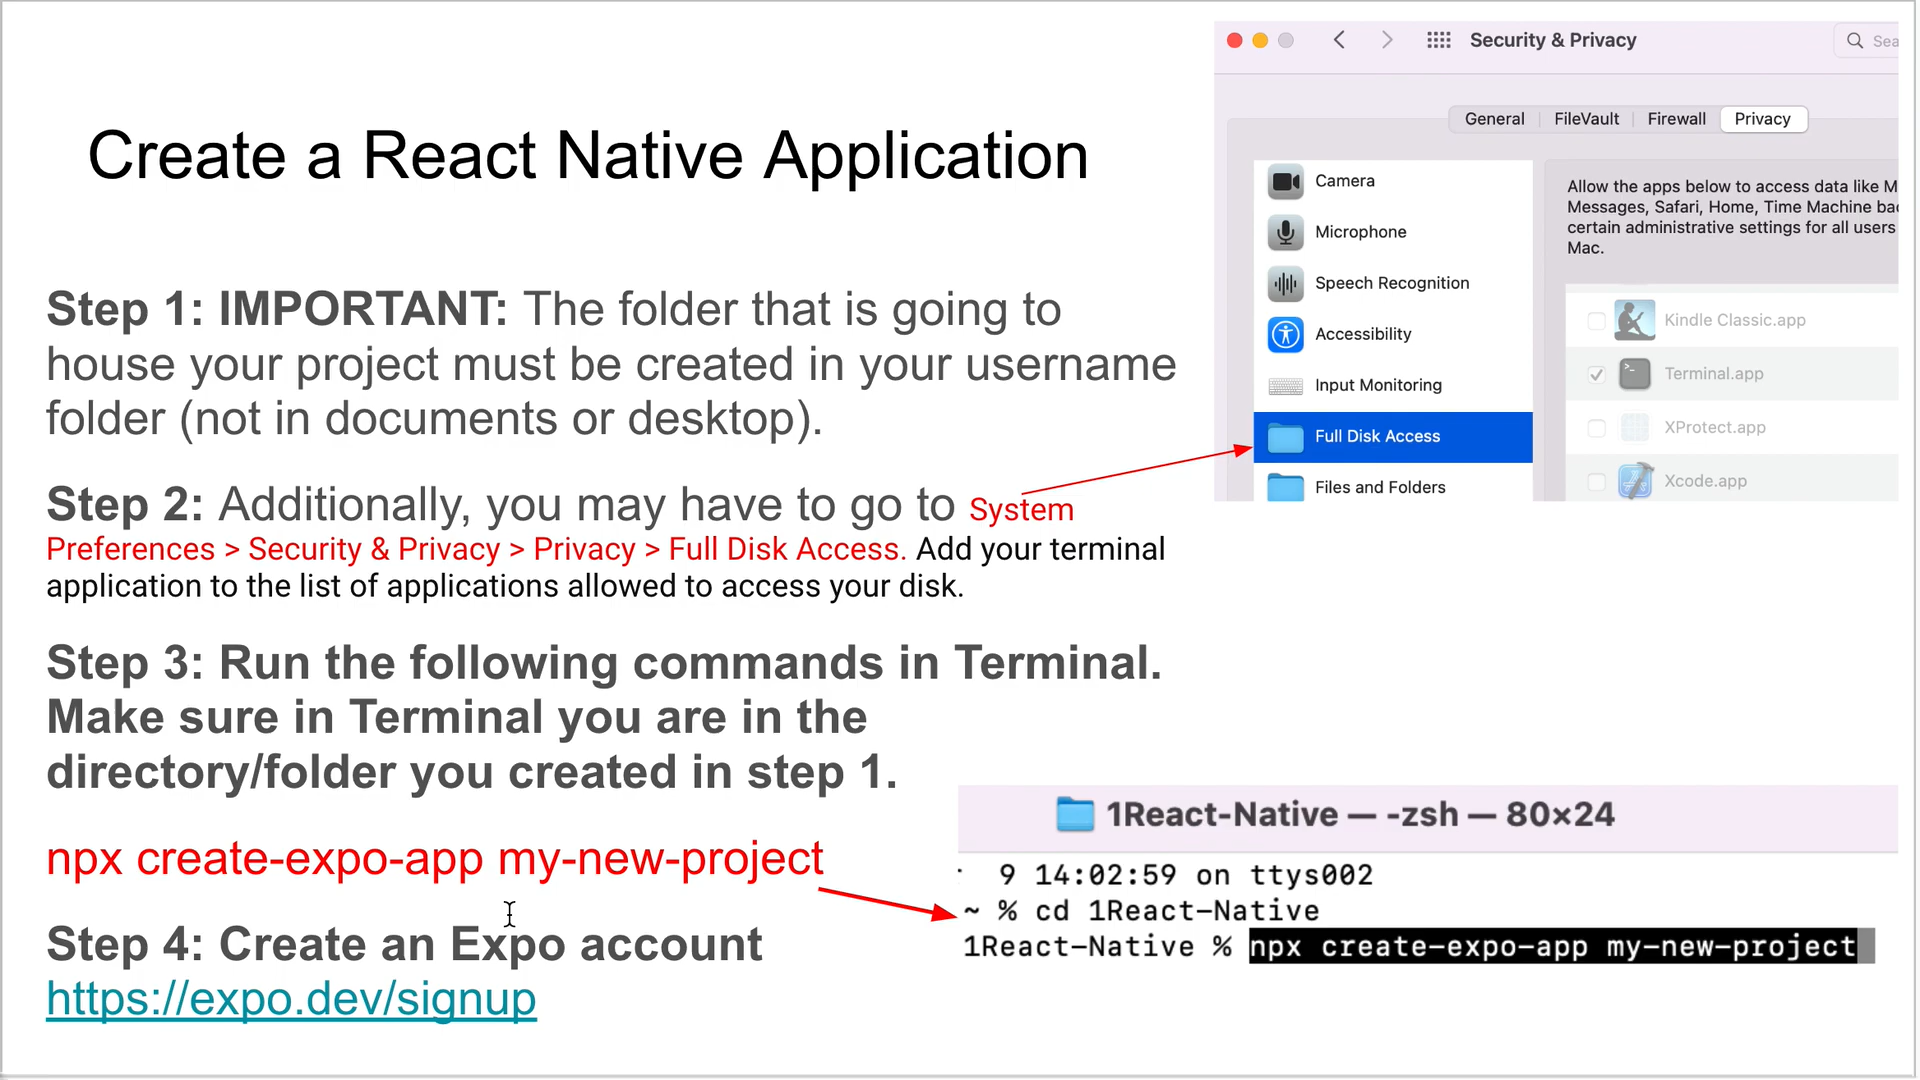 Create a React Native Application
Step 1: IMPORTANT: The folder that is going to
house your project must be created in your username
folder (not in documents or desktop).
Step 2: Additionally, you may have to go to System
Preferences > Security & Privacy > Privacy > Full Disk Access. Add your terminal
application to the list of applications allowed to access your disk.
Step 3: Run the following commands in Terminal.
Make sure in Terminal you are in the
directory/folder you created in step 1.
npx create-expo-app my-new-project
Step 4: Create an Expo account
https://expo.dev/signup
Security & Privacy
Sea
General FileVault Firewall Privacy
Camera
Microphone
Speech Recognition
Accessibility
Input Monitoring
Full Disk Access
Files and Folders
Allow the apps below to access data like M
Messages, Safari, Home, Time Machine bac
certain administrative settings for all users
Mac.
Kindle Classic.app
Terminal.app
XProtect.app
Xcode.app
1React-Native — -zsh — 80×24
9 14:02:59 on ttys002
~ % cd 1React-Native
1React-Native % npx create-expo-app my-new-project